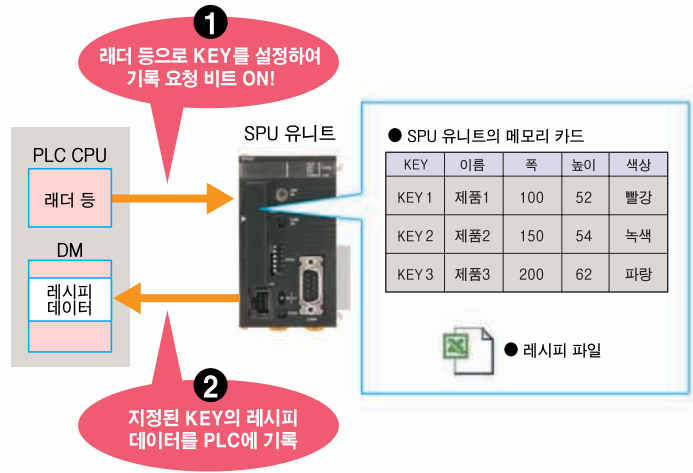 1
래더 등으로 KEY를 설정하여
기록 요청 비트 ON!
PLC CPU
래더 등
DM
레시피
데이터
SPU 유니트
● SPU 유니트의 메모리 카드
KEY 이름 폭 높이 색상
KEY 1 제품1 100 52 빨강
KEY 2 제품2 150 54 녹색
KEY 3 제품3 200 62 파랑
● 레시피 파일
2
지정된 KEY의 레시피
데이터를 PLC에 기록